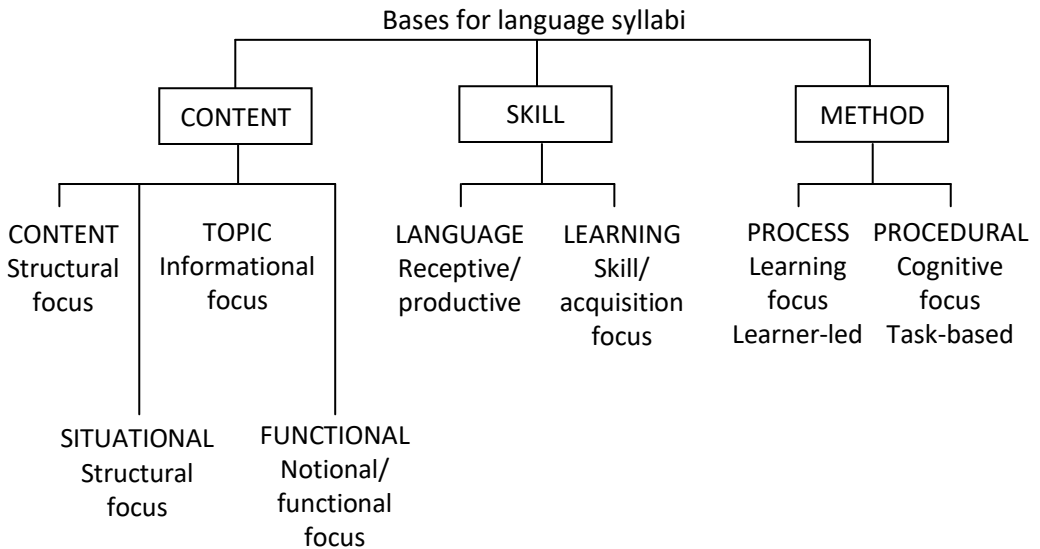 Bases for language syllabi
CONTENT
SKILL
METHOD
CONTENT
Structural
focus
TOPIC
Informational
focus
LANGUAGE
Receptive/
productive
LEARNING
Skill/
acquisition
focus
PROCESS
Learning
focus
Learner-led
PROCEDURAL
Cognitive
focus
Task-based
SITUATIONAL
Structural
focus
FUNCTIONAL
Notional/
functional
focus